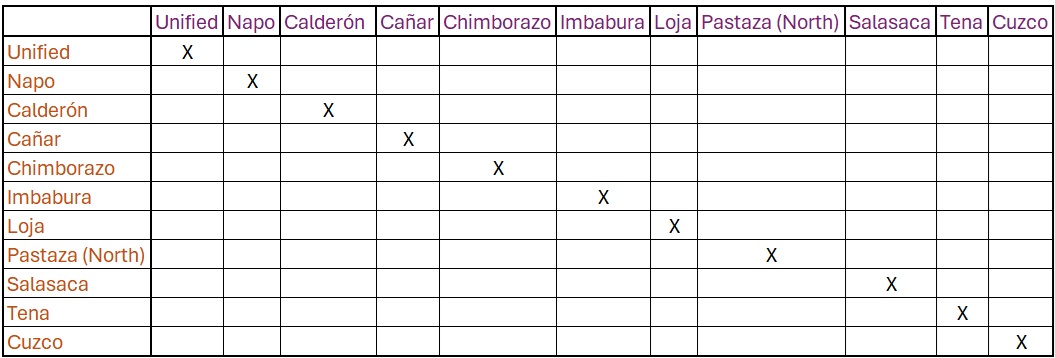 Unified Napo Calderón Cañar Chimborazo Imbabura Loja Pastaza (North) Salasaca Tena Cuzco
Unified X
Napo X
Calderón X
Cañar X
Chimborazo X
Imbabura X
Loja X
Pastaza (North) X
Salasaca X
Tena X
Cuzco X